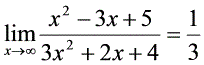 lim x→∞ (x² − 3x + 5)/(3x² + 2x + 4) = 1/3